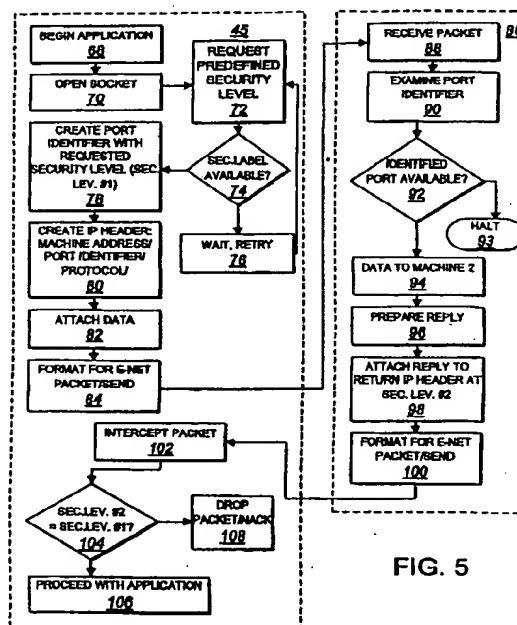 BEGIN APPLICATION
68
OPEN SOCKET
70
45
REQUEST
PREDEFINED
SECURITY
LEVEL
72
SEC.LABEL
AVAILABLE?
74
WAIT, RETRY
76
CREATE PORT
IDENTIFIER WITH
REQUESTED
SECURITY LEVEL (SEC.
LEV. #1)
78
CREATE IP HEADER:
MACHINE ADDRESS/
PORT IDENTIFIER/
PROTOCOL/
80
ATTACH DATA
82
FORMAT FOR E-NET
PACKET/SEND
84
INTERCEPT PACKET
102
SEC.LEV. #2
= SEC.LEV. #1?
104
DROP
PACKET/NACK
108
PROCEED WITH APPLICATION
106
RECEIVE PACKET
88
EXAMINE PORT
IDENTIFIER
90
IDENTIFIED
PORT AVAILABLE?
92
HALT
93
DATA TO MACHINE 2
94
PREPARE REPLY
96
ATTACH REPLY TO
RETURN IP HEADER AT
SEC. LEV. #2
98
FORMAT FOR E-NET
PACKET/SEND
100
FIG. 5